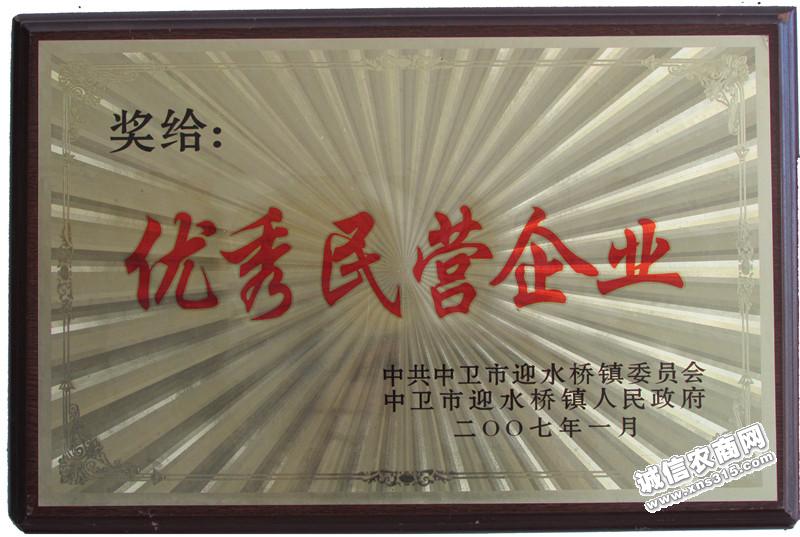 奖给：
优秀民营企业
中共中卫市迎水桥镇委员会
中卫市迎水桥镇人民政府
二〇〇七年一月
诚信农商网
www.xns315.com